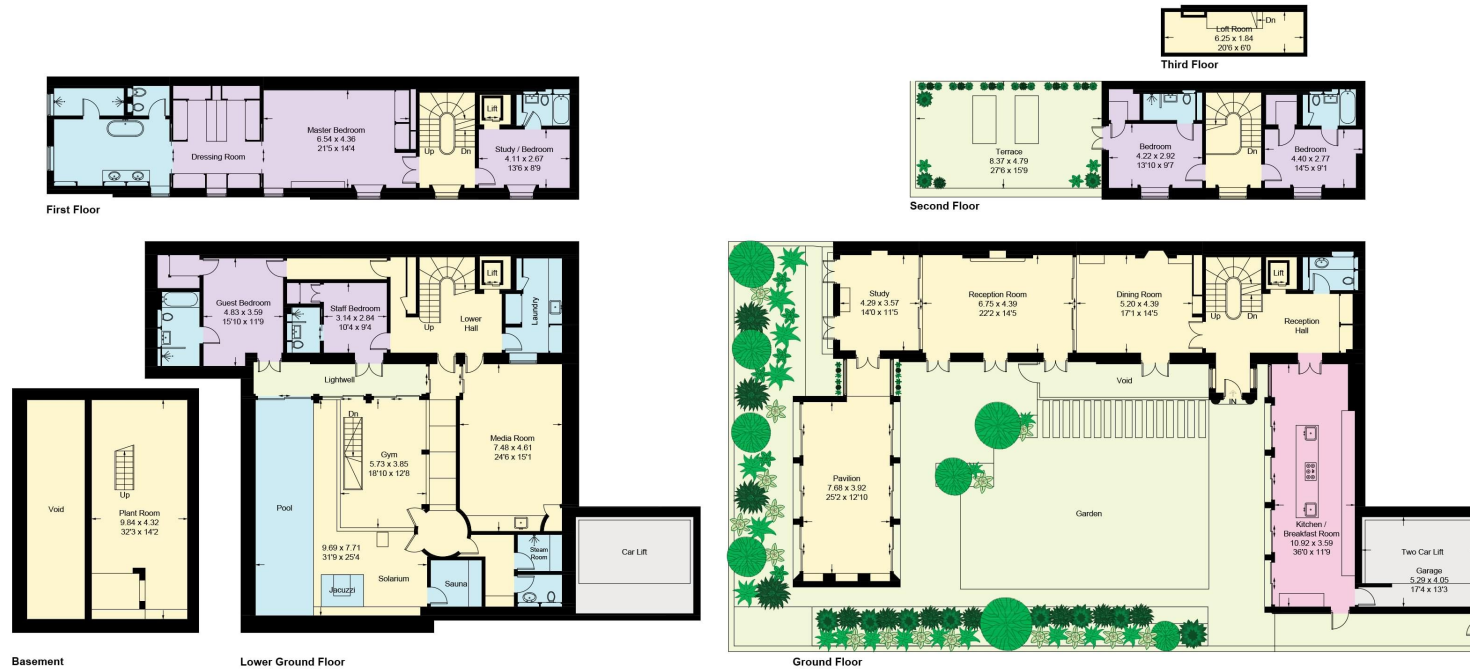 Dn
Loft Room
6.25 x 1.84
20'6 x 6'0
Third Floor
Master Bedroom
6.54 x 4.36
21'5 x 14'4
Dressing Room
Up
Dn
Lift
Study / Bedroom
4.11 x 2.67
13'6 x 8'9
First Floor
Terrace
8.37 x 4.79
27'6 x 15'9
Bedroom
4.22 x 2.92
13'10 x 9'7
Dn
Bedroom
4.40 x 2.77
14'5 x 9'1
Second Floor
Guest Bedroom
4.83 x 3.59
15'10 x 11'9
Staff Bedroom
3.14 x 2.84
10'4 x 9'4
Up
Lift
Lower
Hall
Laundry
Lightwell
Dn
Gym
5.73 x 3.85
18'10 x 12'8
Media Room
7.48 x 4.61
24'6 x 15'1
Pool
9.69 x 7.71
31'9 x 25'4
Solarium
Jacuzzi
Sauna
Steam
Room
Car Lift
Lower Ground Floor
Void
Up
Plant Room
9.84 x 4.32
32'3 x 14'2
Basement
Study
4.29 x 3.57
14'0 x 11'5
Reception Room
6.75 x 4.39
22'2 x 14'5
Dining Room
5.20 x 4.39
17'1 x 14'5
Up
Dn
Lift
Reception
Hall
Void
IN
Pavilion
7.68 x 3.92
25'2 x 12'10
Garden
Kitchen /
Breakfast Room
10.92 x 3.59
36'0 x 11'9
Two Car Lift
Garage
5.29 x 4.05
17'4 x 13'3
Ground Floor